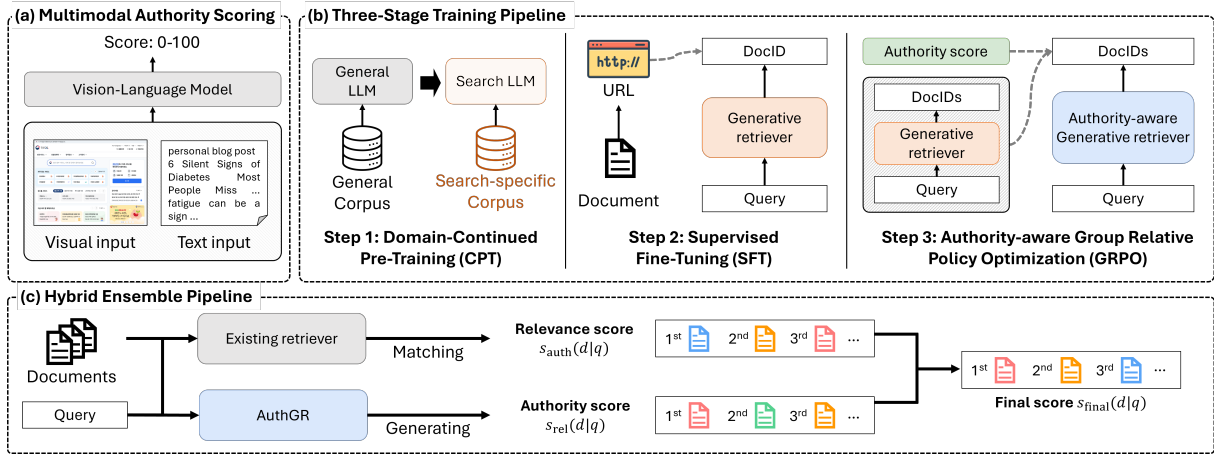 (a) Multimodal Authority Scoring
Score: 0-100
Vision-Language Model
personal blog post
6 Silent Signs of
Diabetes Most
People Miss ...
fatigue can be a
sign ...
Visual input
Text input
(b) Three-Stage Training Pipeline
General
LLM
Search LLM
General
Corpus
Search-specific
Corpus
Step 1: Domain-Continued
Pre-Training (CPT)
http://
URL
Document
DocID
Generative
retriever
Query
Step 2: Supervised
Fine-Tuning (SFT)
Authority score
DocIDs
Generative
retriever
Query
DocIDs
Authority-aware
Generative retriever
Query
Step 3: Authority-aware Group Relative
Policy Optimization (GRPO)
(c) Hybrid Ensemble Pipeline
Documents
Query
Existing retriever
AuthGR
Matching
Generating
Relevance score
s_auth(d|q)
Authority score
s_rel(d|q)
1st 2nd 3rd ...
1st 2nd 3rd ...
1st 2nd 3rd ...
Final score s_final(d|q)